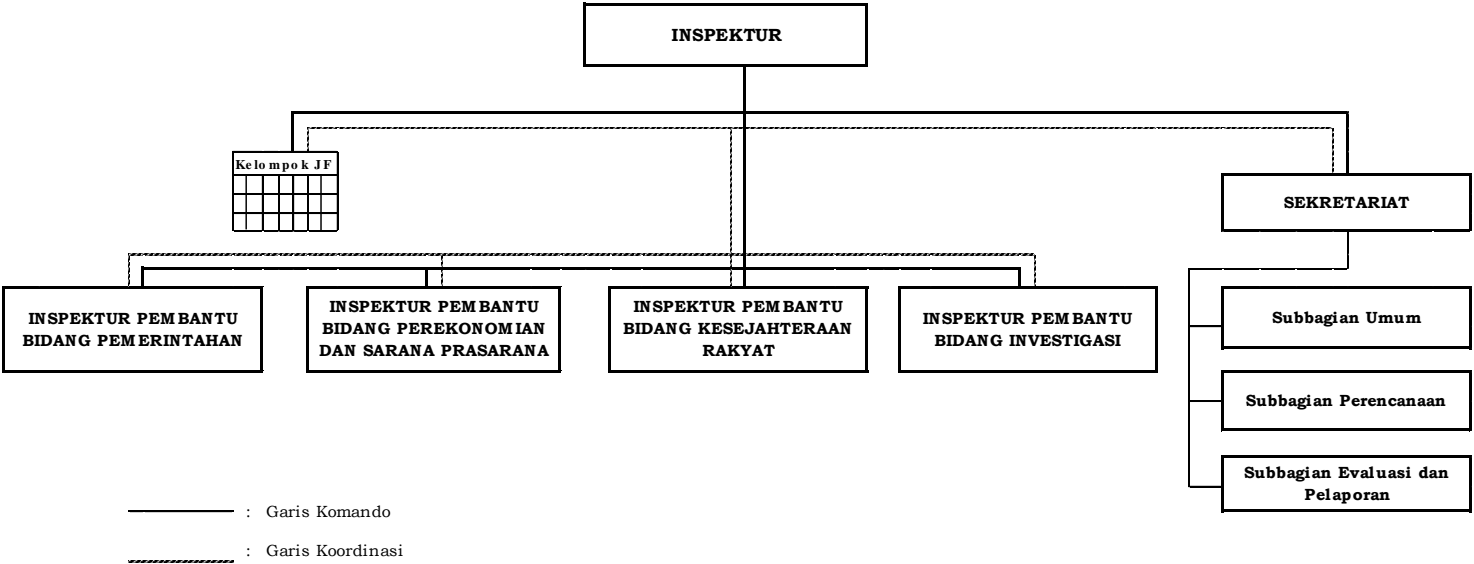 INSPEKTUR
Kelompok JF
SEKRETARIAT
INSPEKTUR PEMBANTU
BIDANG PEMERINTAHAN
INSPEKTUR PEMBANTU
BIDANG PEREKONOMIAN
DAN SARANA PRASARANA
INSPEKTUR PEMBANTU
BIDANG KESEJAHTERAAN
RAKYAT
INSPEKTUR PEMBANTU
BIDANG INVESTIGASI
Subbagian Umum
Subbagian Perencanaan
Subbagian Evaluasi dan
Pelaporan
: Garis Komando
: Garis Koordinasi